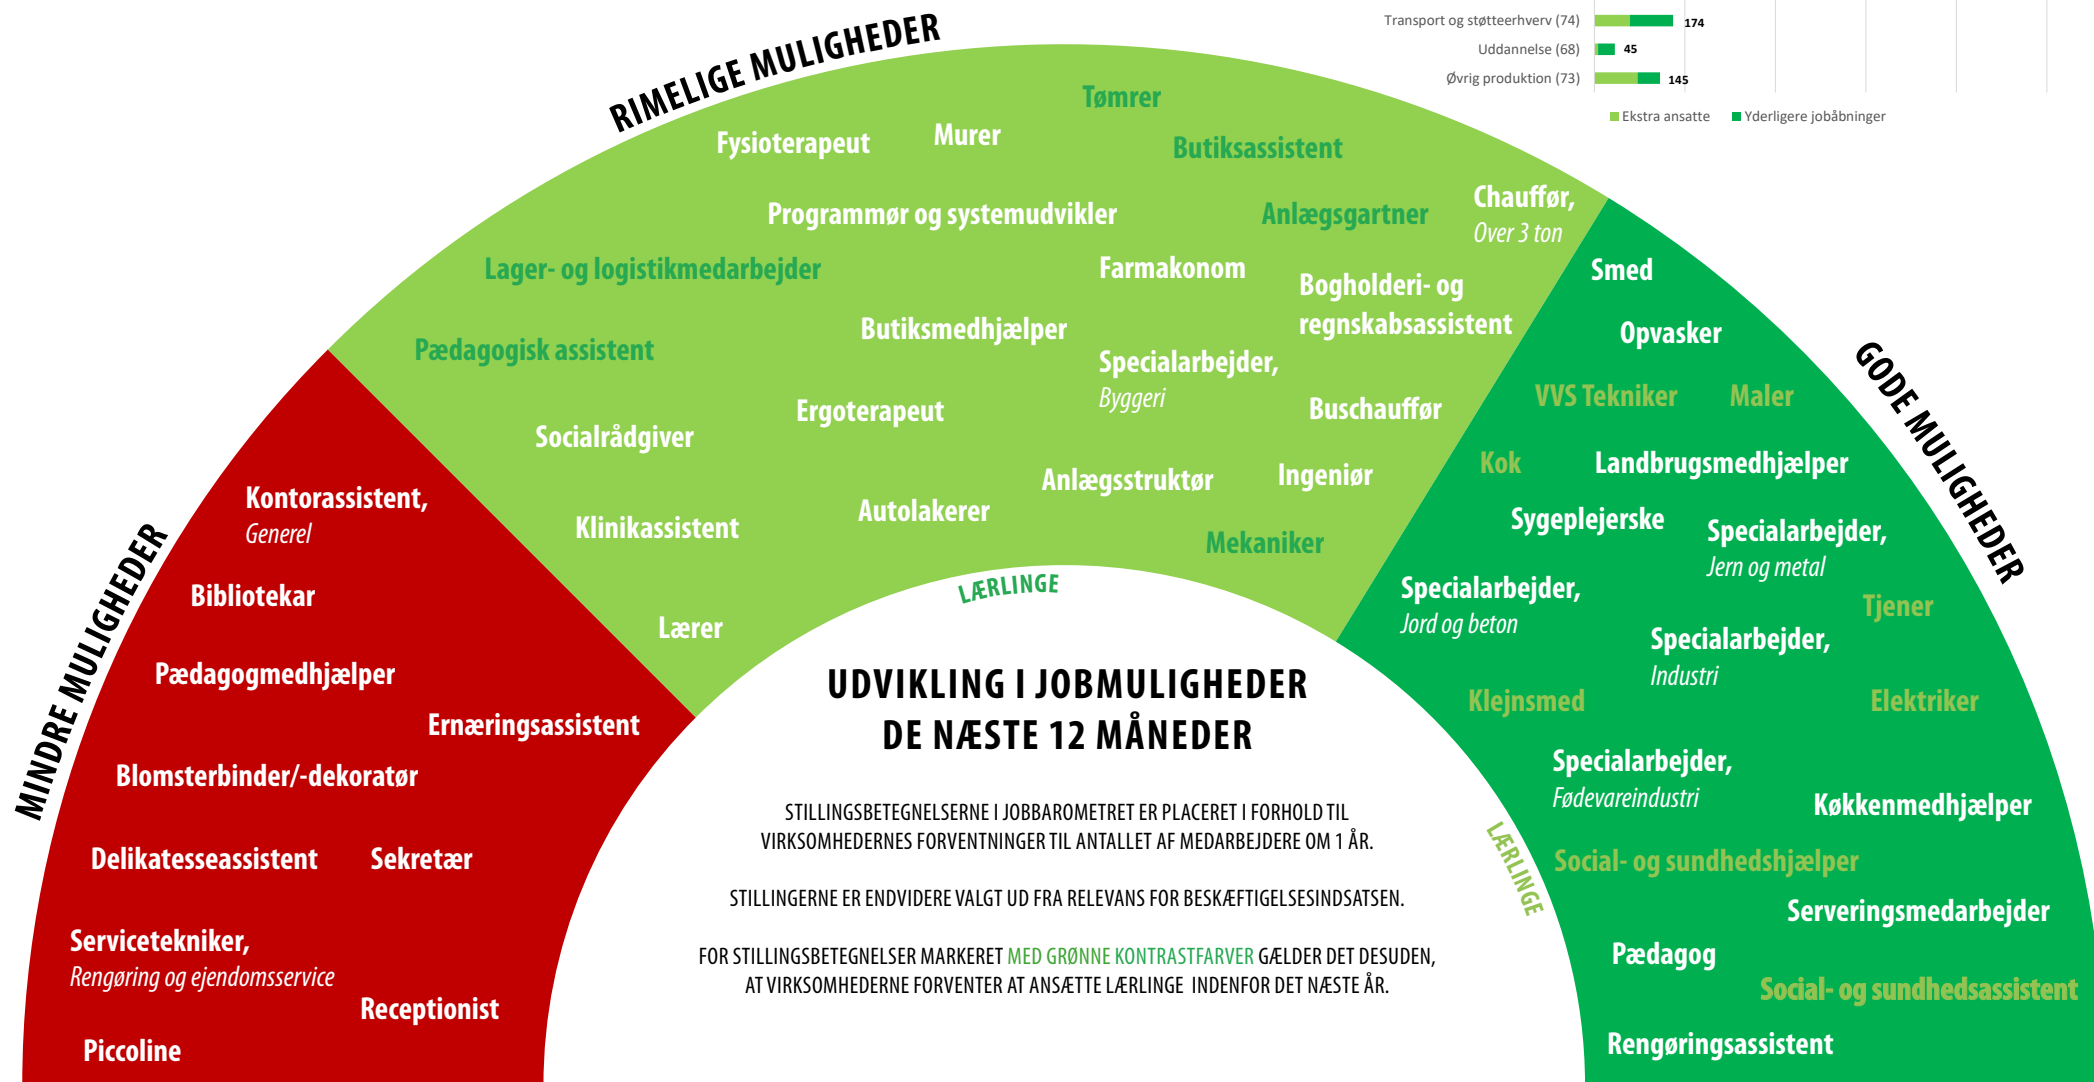 Transport og støtteerhverv (74)
174
Uddannelse (68)
45
Øvrig produktion (73)
145
Ekstra ansatte
Yderligere jobåbninger
RIMELIGE MULIGHEDER
Tømrer
Fysioterapeut
Murer
Butiksassistent
Programmør og systemudvikler
Anlægsgartner
Chauffør,
Over 3 ton
Lager- og logistikmedarbejder
Farmakonom
Bogholderi- og
regnskabsassistent
Butiksmedhjælper
Pædagogisk assistent
Specialarbejder,
Byggeri
Ergoterapeut
Buschauffør
Socialrådgiver
Anlægsstruktør
Ingeniør
Autolakerer
Klinikassistent
Mekaniker
LÆRLINGE
Lærer
GODE MULIGHEDER
Smed
Opvasker
VVS Tekniker
Maler
Kok
Landbrugsmedhjælper
Sygeplejerske
Specialarbejder,
Jern og metal
Specialarbejder,
Jord og beton
Tjener
Specialarbejder,
Industri
Klejnsmed
Elektriker
Specialarbejder,
Fødevareindustri
Køkkenmedhjælper
LÆRLINGE
Social- og sundhedshjælper
Serveringsmedarbejder
Pædagog
Social- og sundhedsassistent
Rengøringsassistent
MINDRE MULIGHEDER
Kontorassistent,
Generel
Bibliotekar
Pædagogmedhjælper
Ernæringsassistent
Blomsterbinder/-dekoratør
Delikatesseassistent
Sekretær
Servicetekniker,
Rengøring og ejendomsservice
Receptionist
Piccoline
UDVIKLING I JOBMULIGHEDER
DE NÆSTE 12 MÅNEDER
STILLINGSBETEGNELSERNE I JOBBAROMETRET ER PLACERET I FORHOLD TIL
VIRKSOMHEDERNES FORVENTNINGER TIL ANTALLET AF MEDARBEJDERE OM 1 ÅR.
STILLINGERNE ER ENDVIDERE VALGT UD FRA RELEVANS FOR BESKÆFTIGELSESINDSATSEN.
FOR STILLINGSBETEGNELSER MARKERET MED GRØNNE KONTRASTFARVER GÆLDER DET DESUDEN,
AT VIRKSOMHEDERNE FORVENTER AT ANSÆTTE LÆRLINGE INDENFOR DET NÆSTE ÅR.